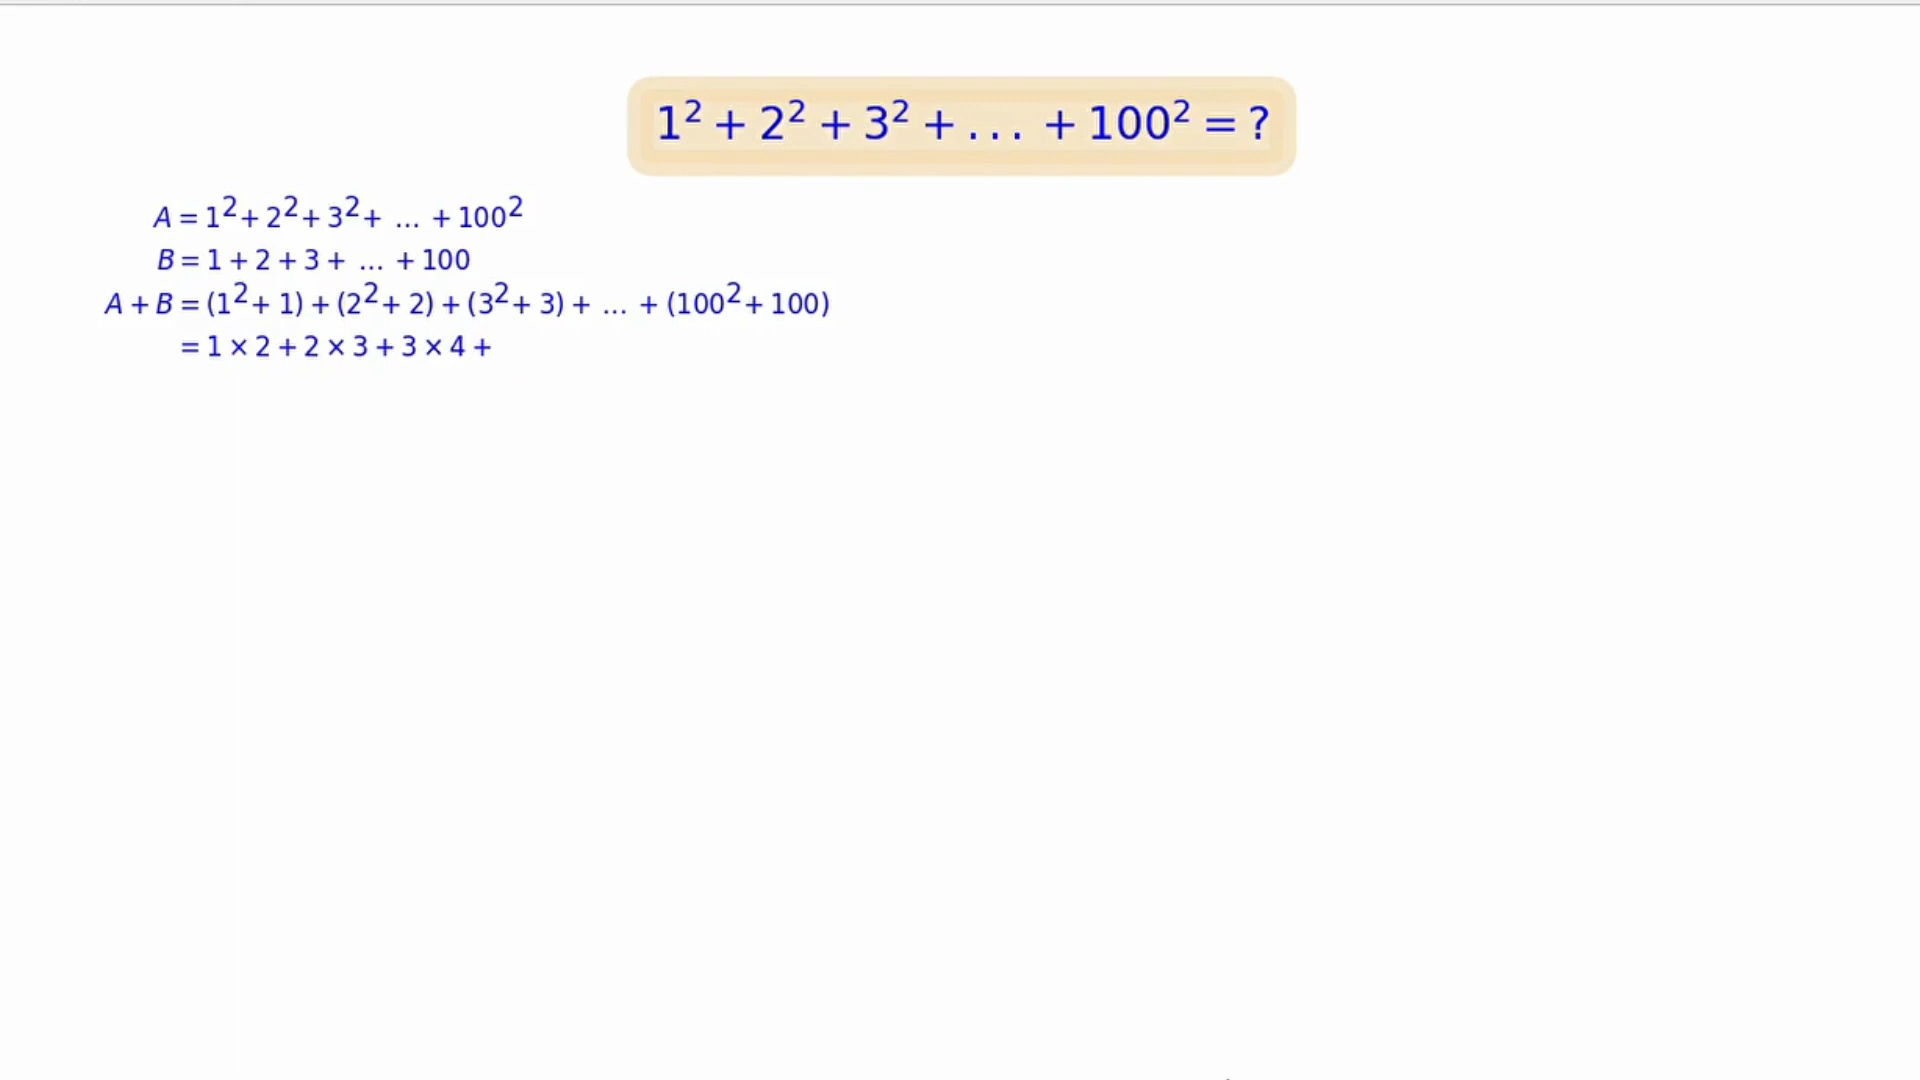 1² + 2² + 3² + ... + 100² = ?
A = 1² + 2² + 3² + ... + 100²
B = 1 + 2 + 3 + ... + 100
A + B = (1² + 1) + (2² + 2) + (3² + 3) + ... + (100² + 100)
= 1 × 2 + 2 × 3 + 3 × 4 +